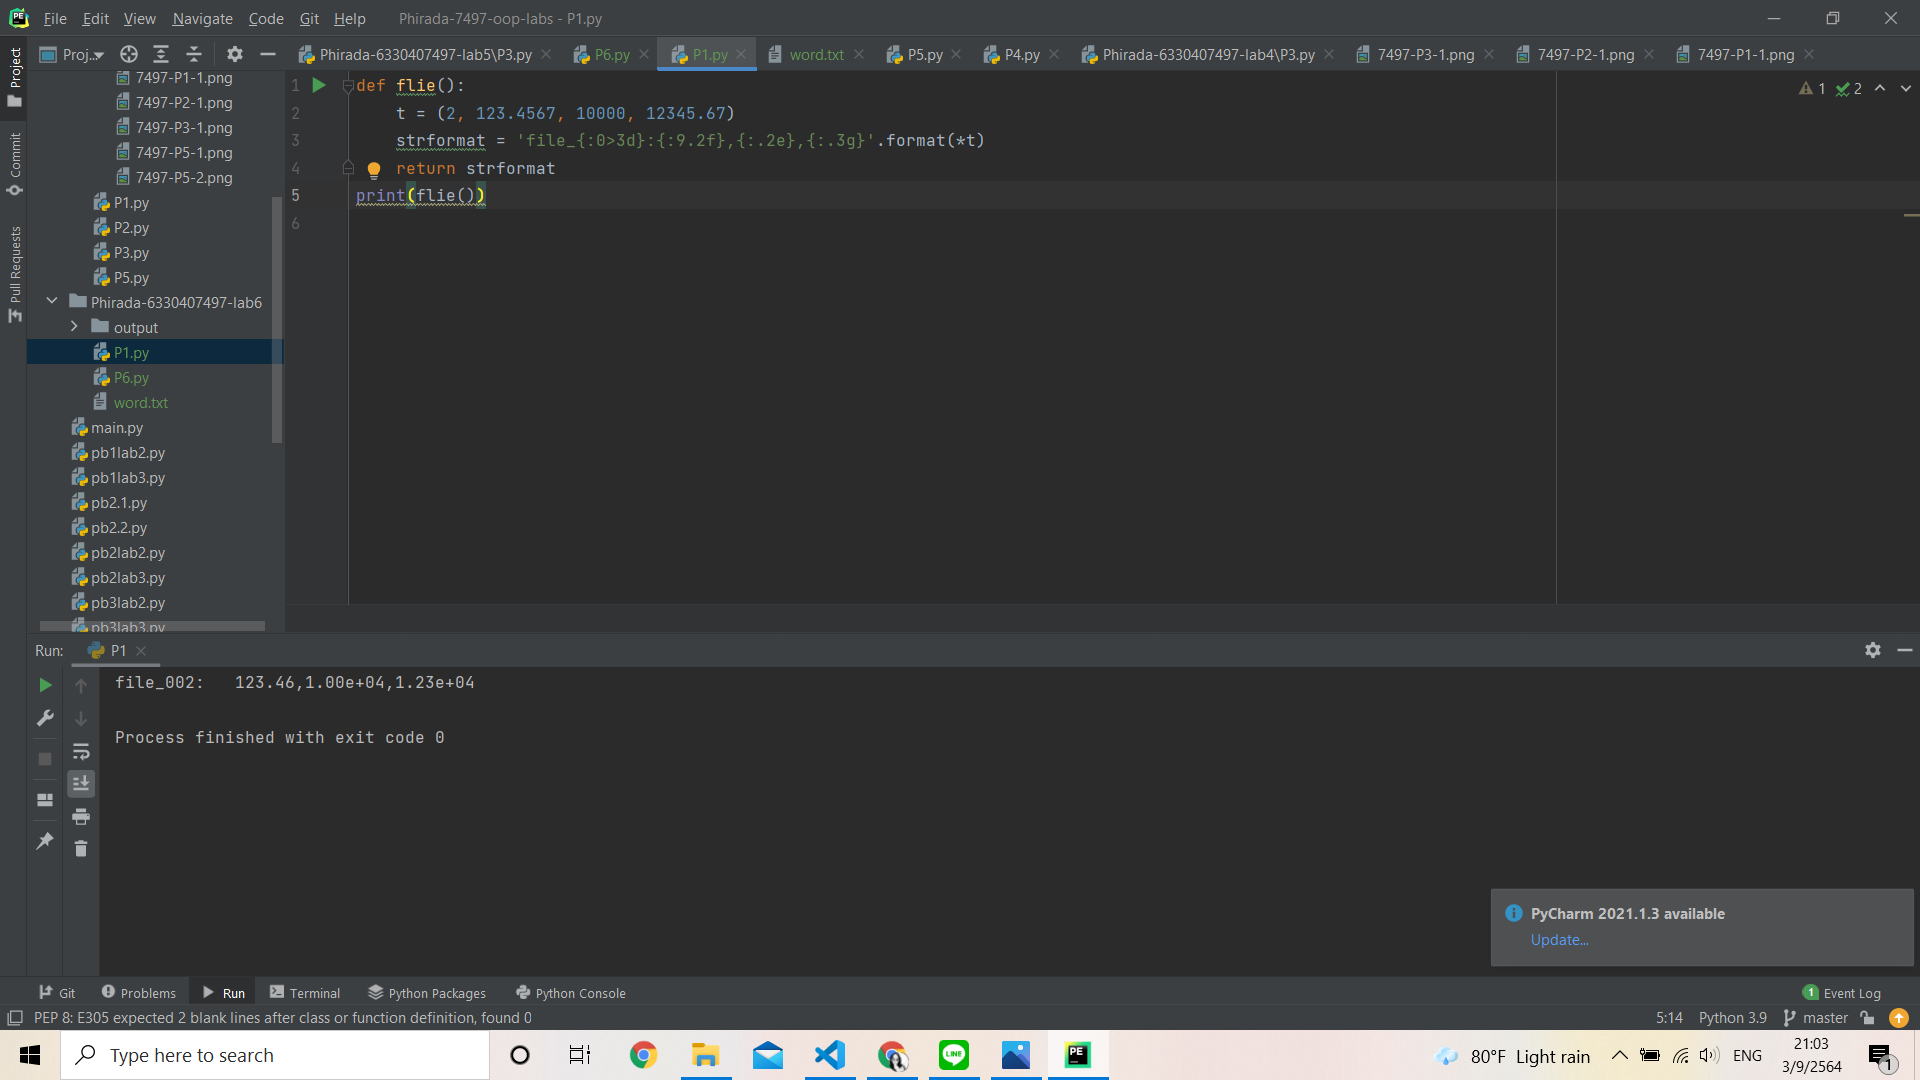 File Edit View Navigate Code Git Help Phirada-7497-oop-labs - P1.py
Proj... Phirada-6330407497-lab5\P3.py P6.py P1.py word.txt P5.py P4.py Phirada-6330407497-lab4\P3.py 7497-P3-1.png 7497-P2-1.png 7497-P1-1.png
Project
Commit
Pull Requests
7497-P1-1.png
7497-P2-1.png
7497-P3-1.png
7497-P5-1.png
7497-P5-2.png
P1.py
P2.py
P3.py
P5.py
Phirada-6330407497-lab6
output
P1.py
P6.py
word.txt
main.py
pb1lab2.py
pb1lab3.py
pb2.1.py
pb2.2.py
pb2lab2.py
pb2lab3.py
pb3lab2.py
pb3lab3.py
1 def flie():
2 t = (2, 123.4567, 10000, 12345.67)
3 strformat = 'file_{:0>3d}:{:9.2f},{:.2e},{:.3g}'.format(*t)
4 return strformat
5 print(flie())
6
1 2
Run: P1
file_002:   123.46,1.00e+04,1.23e+04
Process finished with exit code 0
PyCharm 2021.1.3 available
Update...
Git Problems Run Terminal Python Packages Python Console 1 Event Log
PEP 8: E305 expected 2 blank lines after class or function definition, found 0 5:14 Python 3.9 master
Type here to search LINE PE 80°F Light rain ENG 21:03
3/9/2564 1